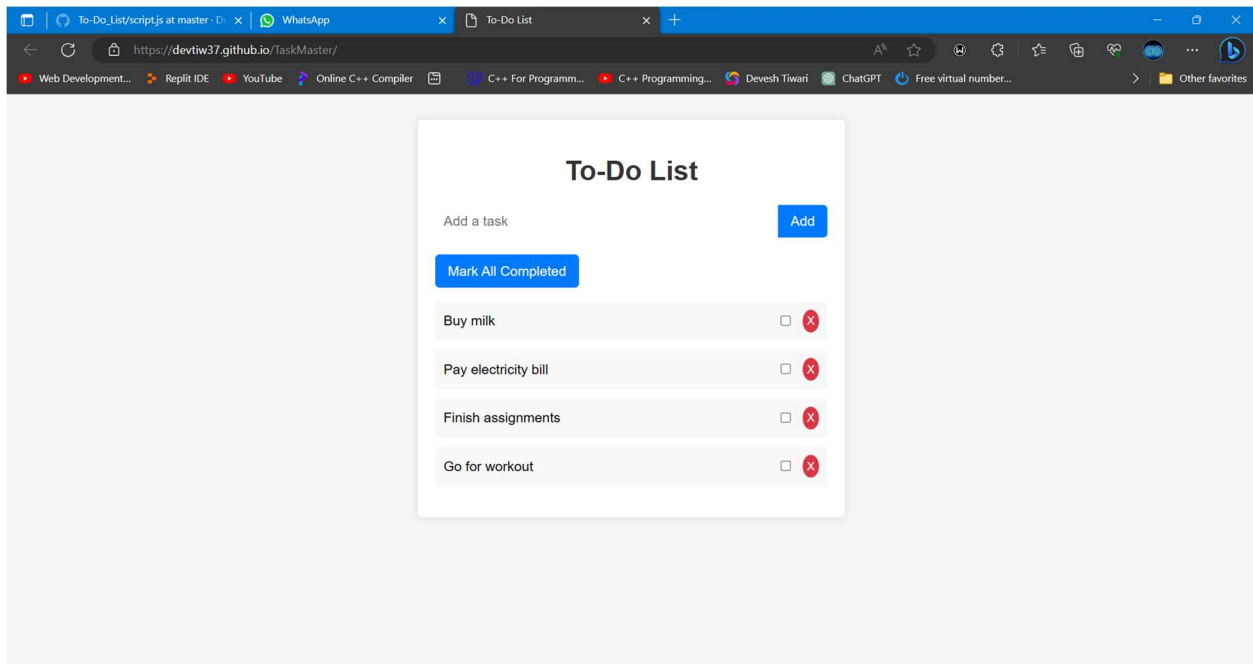 To-Do_List/script.js at master · D
WhatsApp
To-Do List
https://devtiw37.github.io/TaskMaster/
Web Development...
Replit IDE
YouTube
Online C++ Compiler
C++ For Programm...
C++ Programming...
Devesh Tiwari
ChatGPT
Free virtual number...
Other favorites
To-Do List
Add a task
Add
Mark All Completed
Buy milk
X
Pay electricity bill
X
Finish assignments
X
Go for workout
X